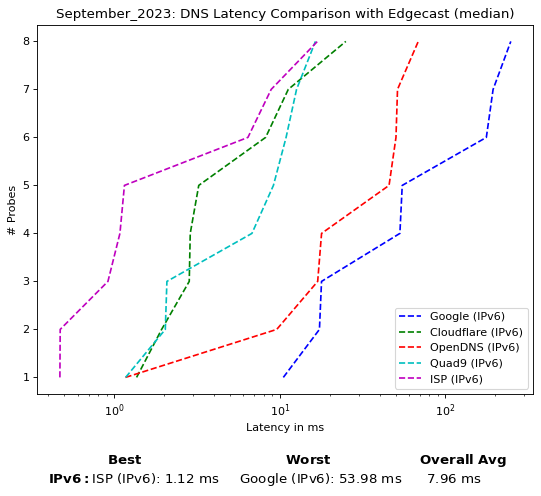 September_2023: DNS Latency Comparison with Edgecast (median)
8
7
6
5
4
3
2
1
# Probes
Google (IPv6)
Cloudflare (IPv6)
OpenDNS (IPv6)
Quad9 (IPv6)
ISP (IPv6)
10^0 10^1 10^2
Latency in ms
Best Worst Overall Avg
IPv6: ISP (IPv6): 1.12 ms Google (IPv6): 53.98 ms 7.96 ms